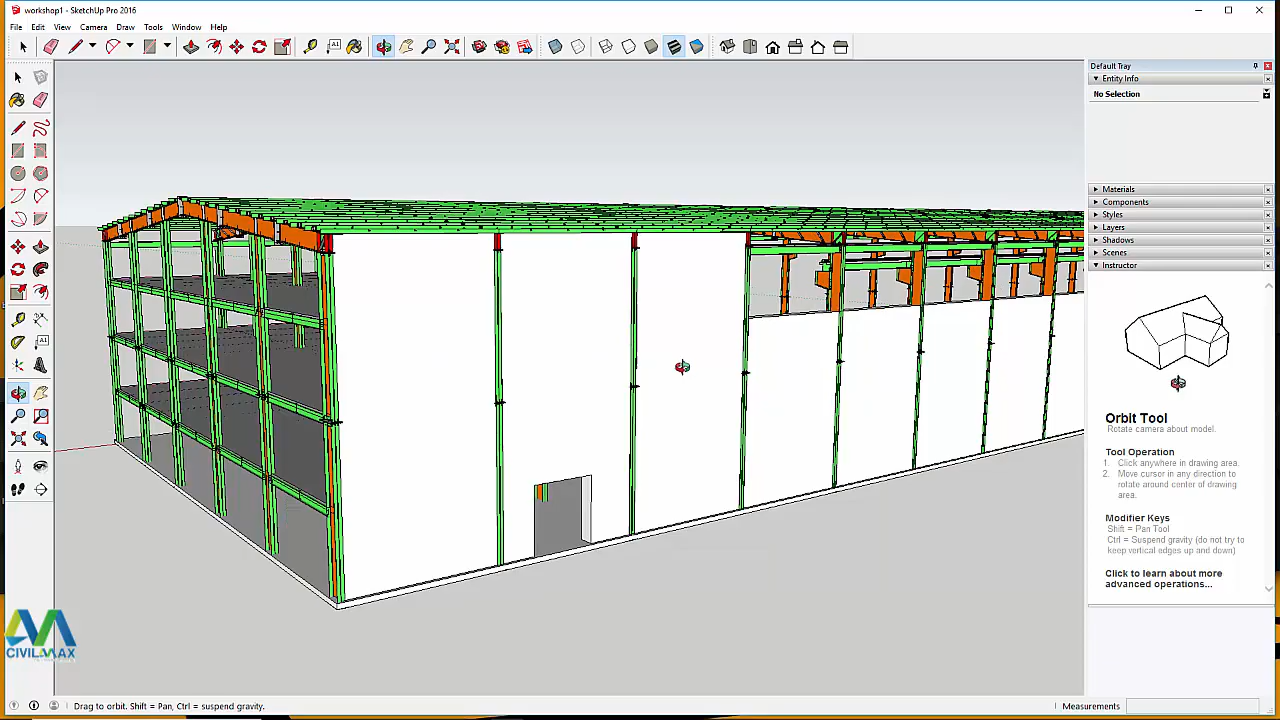 workshop1 - SketchUp Pro 2016
File Edit View Camera Draw Tools Window Help
Default Tray
Entity Info
No Selection
Materials
Components
Styles
Layers
Shadows
Scenes
Instructor
Orbit Tool
Rotate camera about model.
Tool Operation
1. Click anywhere in drawing area.
2. Move cursor in any direction to
rotate around center of drawing
area.
Modifier Keys
Shift = Pan Tool
Ctrl = Suspend gravity (do not try to
keep vertical edges up and down)
Click to learn about more
advanced operations...
CIVILMAX
Drag to orbit. Shift = Pan, Ctrl = suspend gravity.
Measurements